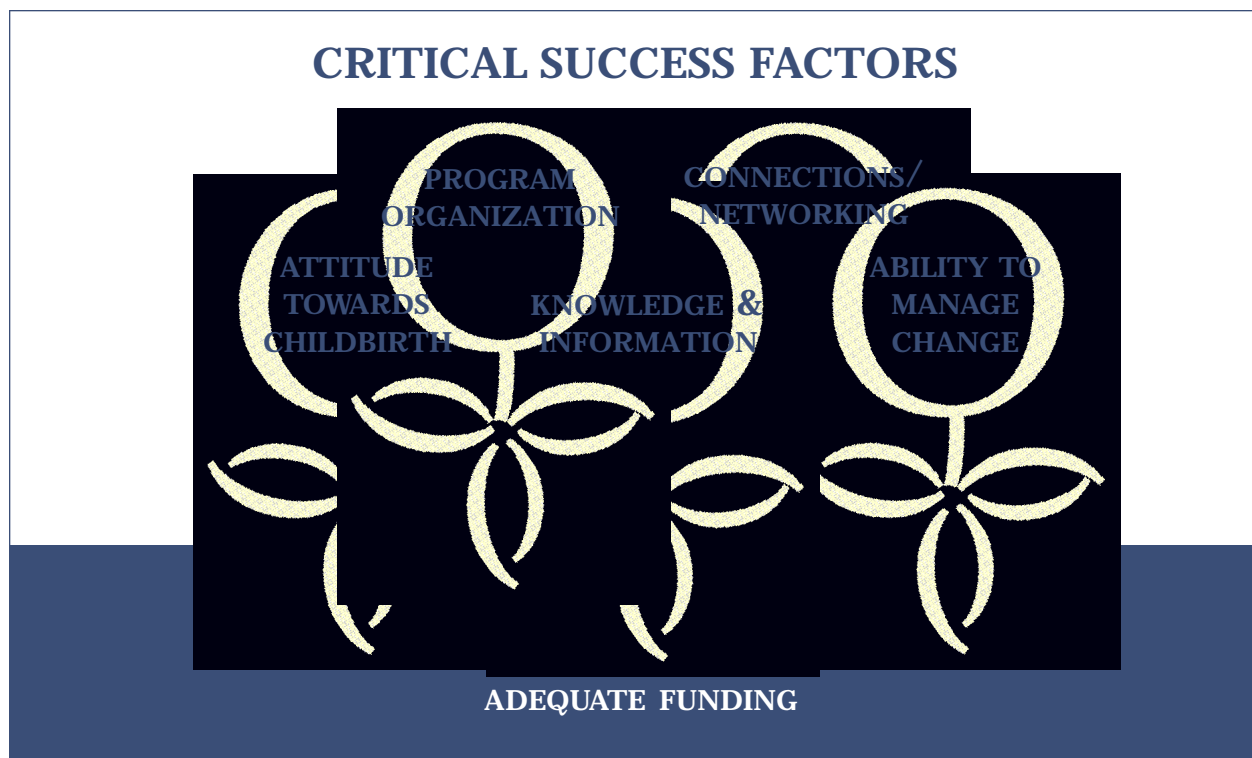 CRITICAL SUCCESS FACTORS
PROGRAM
ORGANIZATION
CONNECTIONS/
NETWORKING
ATTITUDE
TOWARDS
CHILDBIRTH
KNOWLEDGE &
INFORMATION
ABILITY TO
MANAGE
CHANGE
ADEQUATE FUNDING